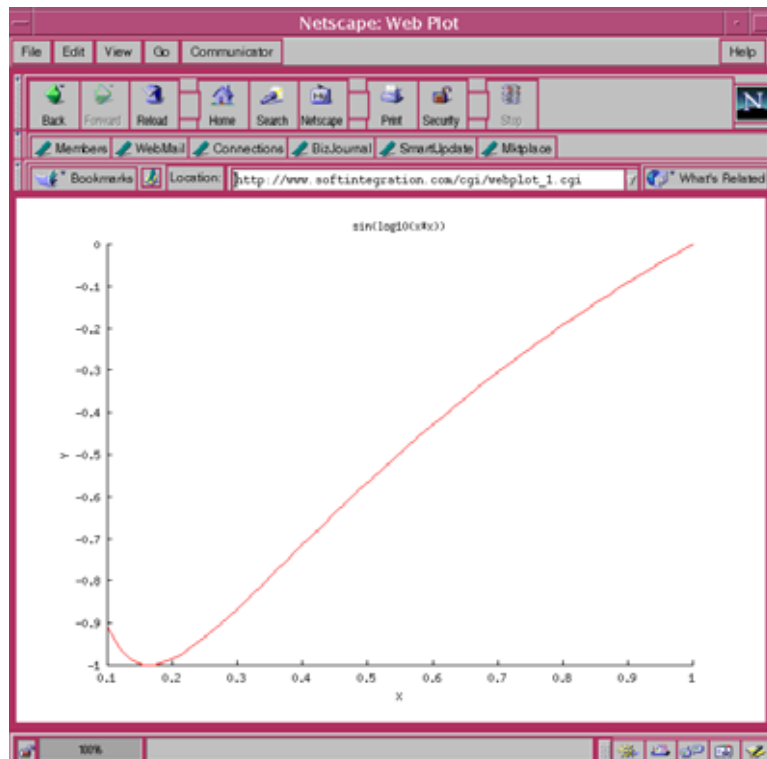 Netscape: Web Plot
File Edit View Go Communicator Help
Back Forward Reload Home Search Netscape Print Security Stop
N
Members WebMail Connections BizJournal SmartUpdate Mktplace
Bookmarks Location: http://www.softintegration.com/cgi/webplot_1.cgi What's Related
sin(log10(x*x))
0
-0.1
-0.2
-0.3
-0.4
Y -0.5
-0.6
-0.7
-0.8
-0.9
-1
0.1 0.2 0.3 0.4 0.5 0.6 0.7 0.8 0.9 1
X
100%